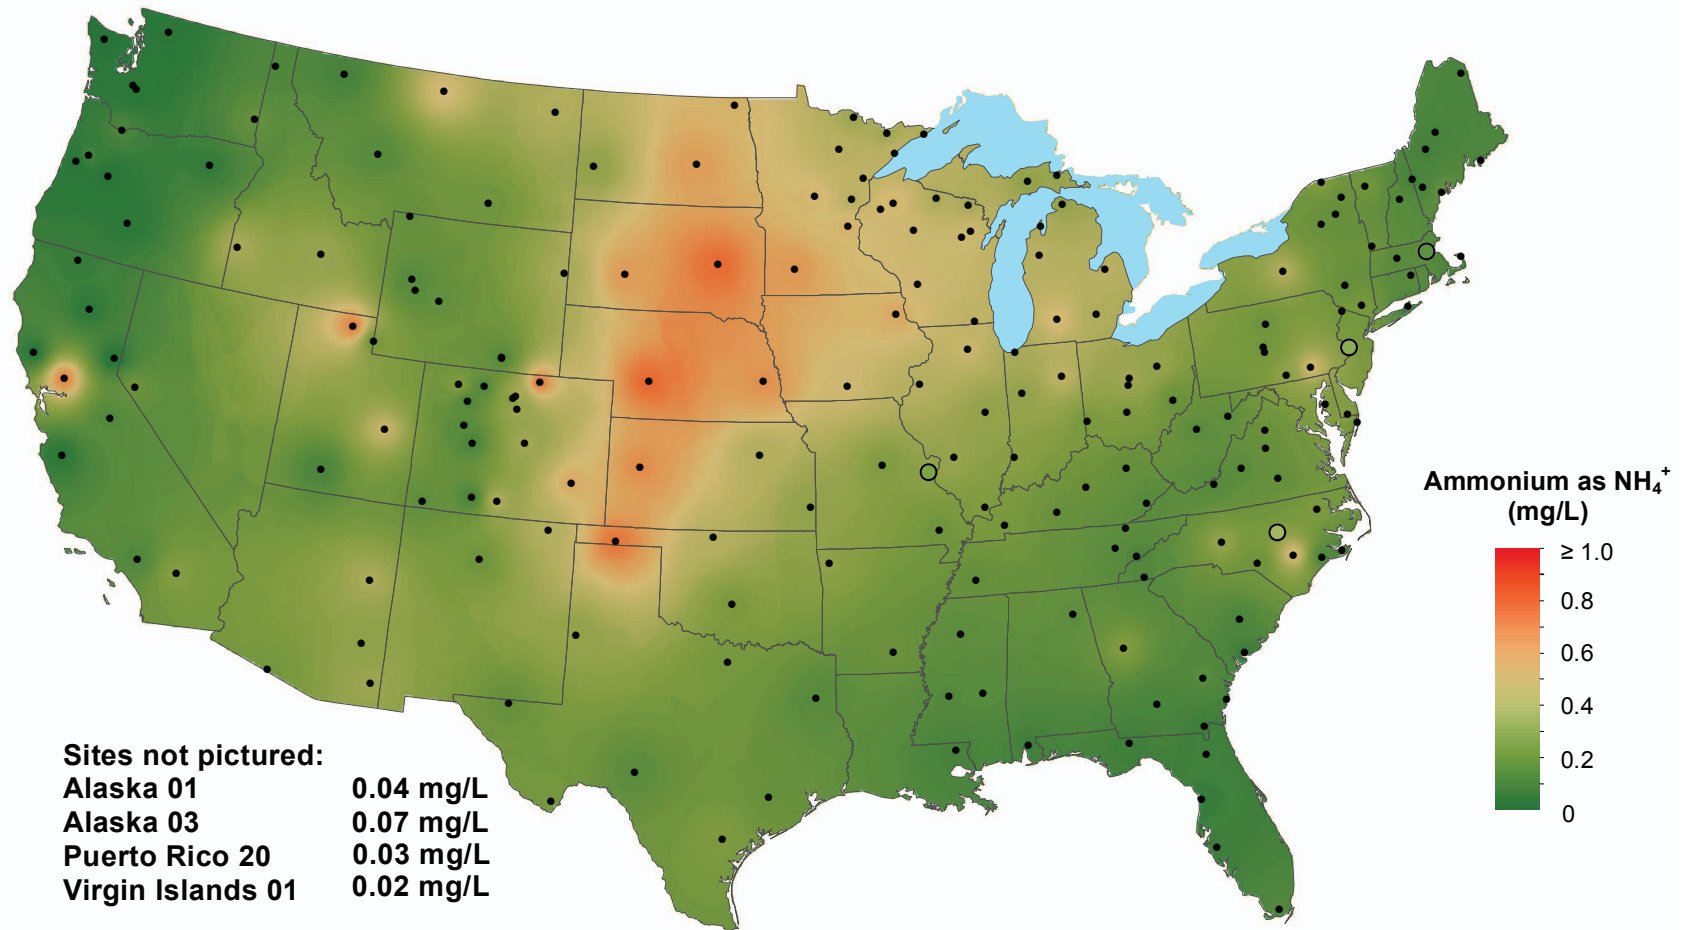 Ammonium as NH₄⁺
(mg/L)
≥ 1.0
0.8
0.6
0.4
0.2
0
Sites not pictured:
Alaska 01 0.04 mg/L
Alaska 03 0.07 mg/L
Puerto Rico 20 0.03 mg/L
Virgin Islands 01 0.02 mg/L